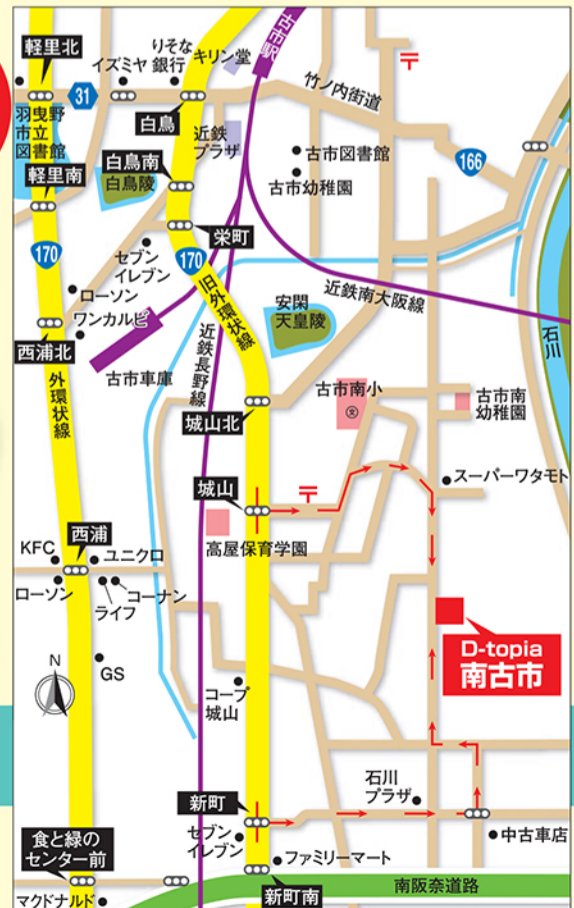 古市駅
軽里北
イズミヤ
りそな
銀行
キリン堂
〒
31
白鳥
竹ノ内街道
羽曳野
市立
図書館
近鉄
プラザ
古市図書館
古市幼稚園
166
白鳥南
白鳥陵
軽里南
栄町
170
セブン
イレブン
170
旧外環状線
ローソン
ワンカルビ
安閑
天皇陵
近鉄南大阪線
石川
西浦北
古市車庫
近鉄長野線
外環状線
古市南小
文
古市南
幼稚園
城山北
城山
〒
スーパーワタモト
高屋保育学園
西浦
KFC
ユニクロ
ローソン
ライフ
コーナン
D-topia
南古市
N
GS
コープ
城山
石川
プラザ
新町
セブン
イレブン
中古車店
食と緑の
センター前
ファミリーマート
マクドナルド
新町南
南阪奈道路